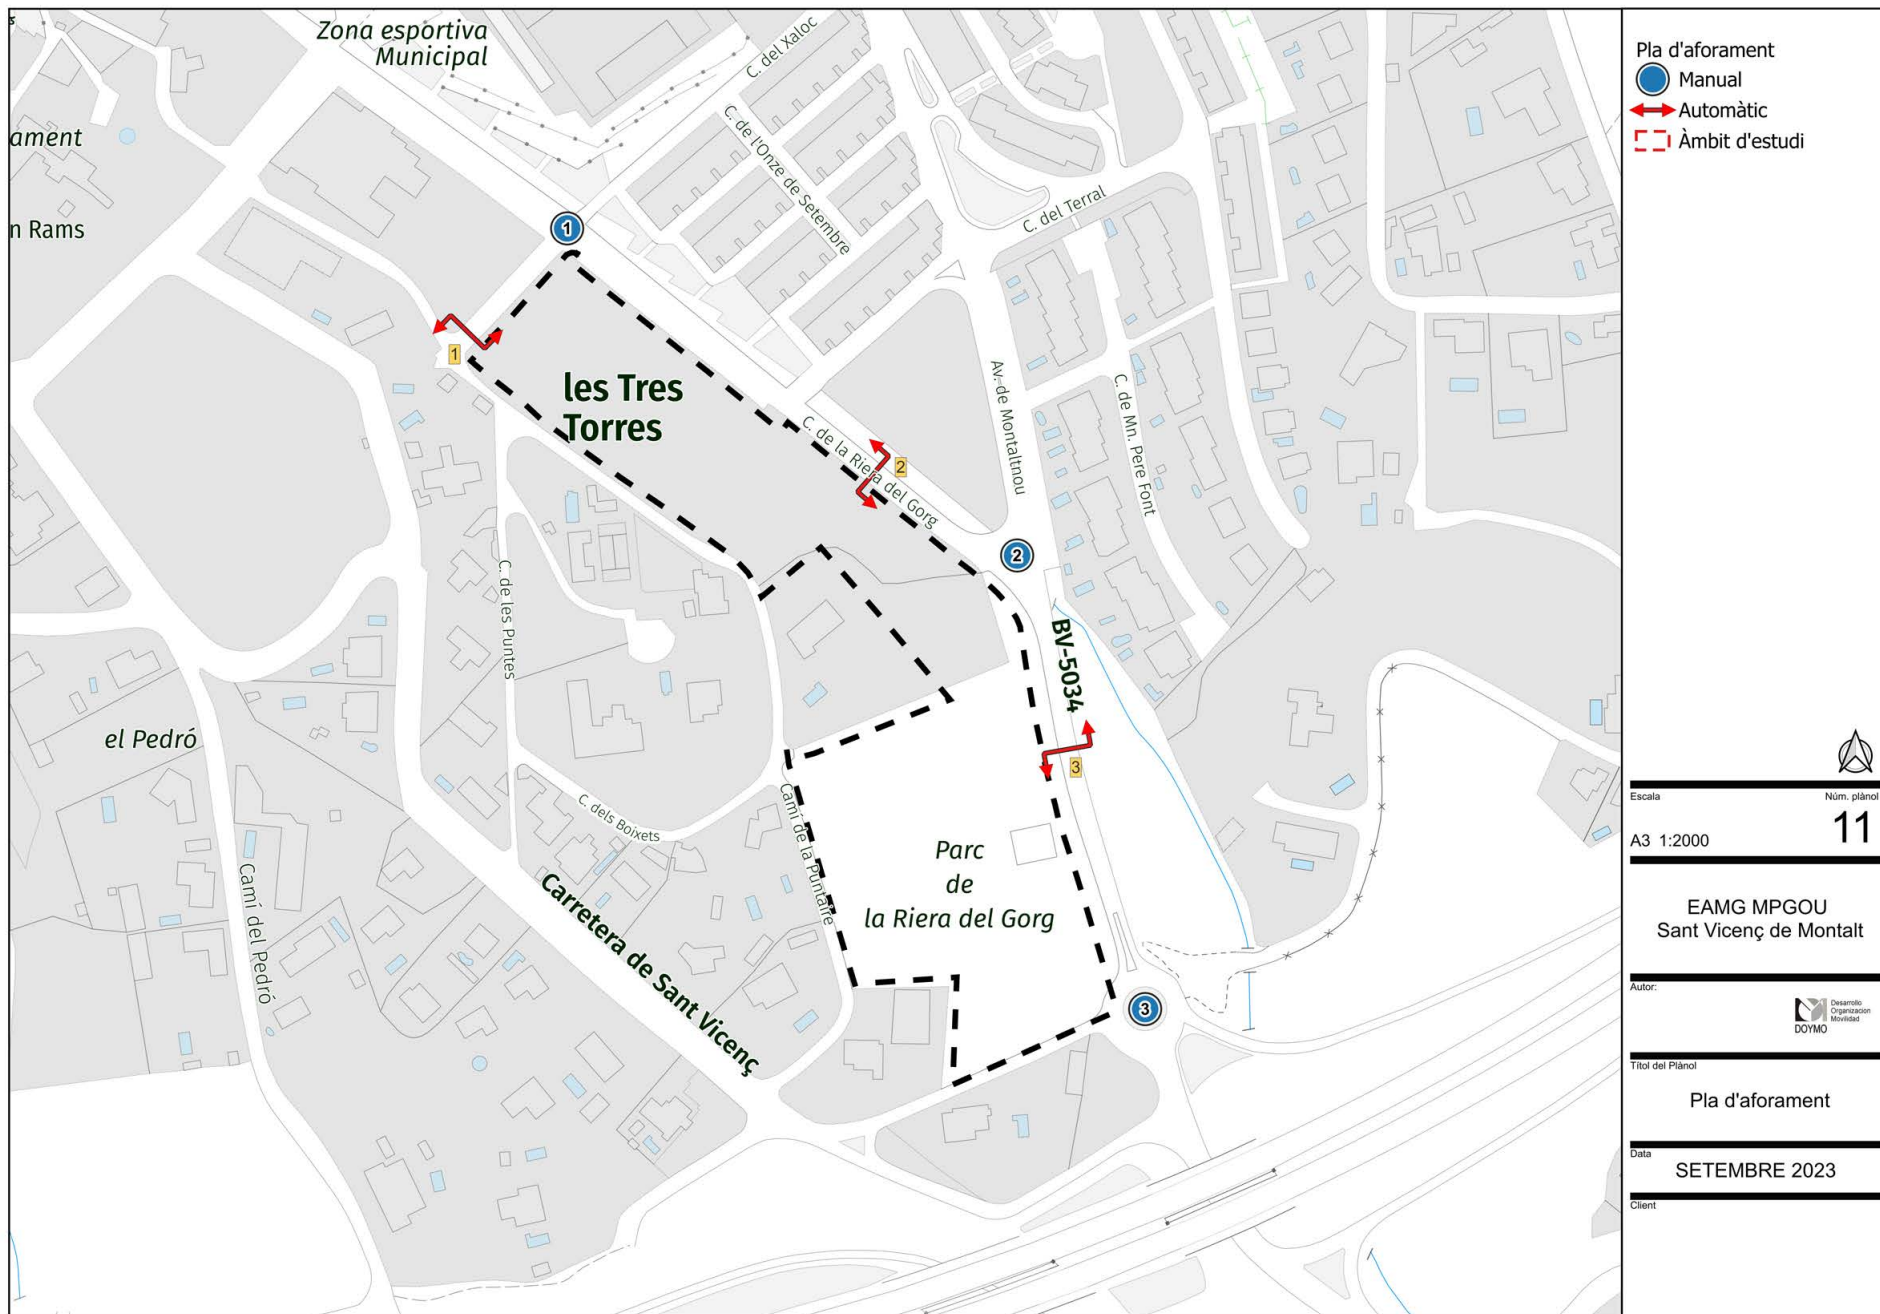 Zona esportiva
Municipal
C. del Xaloc
C. de l'Onze de Setembre
ament
n Rams
1
C. del Terral
1
les Tres
Torres
Av. de Montaltnou
C. de Mn. Pere Font
C. de la Riera del Gorg
2
2
C. de les Puntes
BV-5034
el Pedró
3
C. dels Boixets
Camí de la Puntaire
Parc
de
la Riera del Gorg
Camí del Pedró
Carretera de Sant Vicenç
3
Pla d'aforament
Manual
Automàtic
Àmbit d'estudi
Escala
Núm. plànol
A3 1:2000
11
EAMG MPGOU
Sant Vicenç de Montalt
Autor:
Desarrollo
Organizacion
Movilidad
DOYMO
Títol del Plànol
Pla d'aforament
Data
SETEMBRE 2023
Client